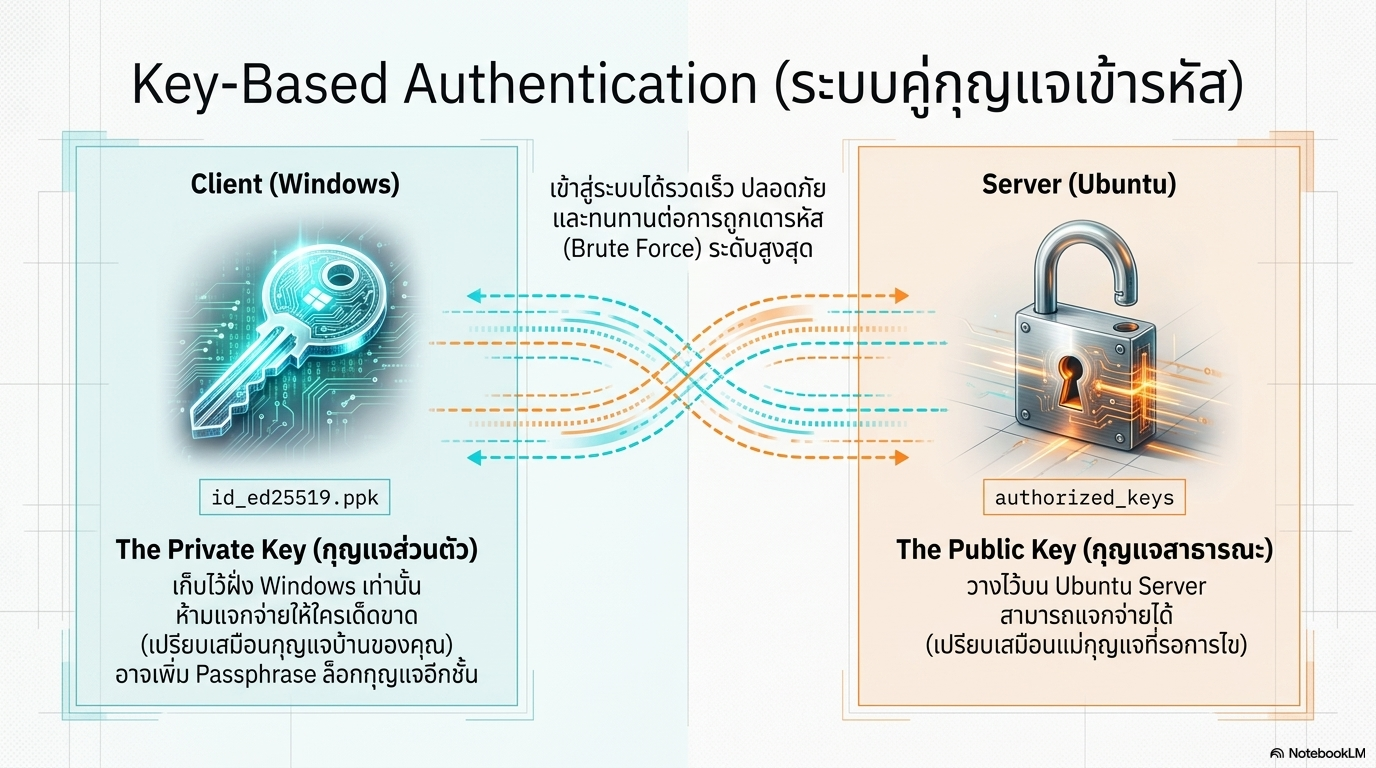 Key-Based Authentication (ระบบคู่กุญแจเข้ารหัส)
Client (Windows)
id_ed25519.ppk
The Private Key (กุญแจส่วนตัว)
เก็บไว้ฝั่ง Windows เท่านั้น
ห้ามแจกจ่ายให้ใครเด็ดขาด
(เปรียบเสมือนกุญแจบ้านของคุณ)
อาจเพิ่ม Passphrase ล็อกกุญแจอีกชั้น
เข้าสู่ระบบได้รวดเร็ว ปลอดภัย
และทนทานต่อการถูกเดารหัส
(Brute Force) ระดับสูงสุด
Server (Ubuntu)
authorized_keys
The Public Key (กุญแจสาธารณะ)
วางไว้บน Ubuntu Server
สามารถแจกจ่ายได้
(เปรียบเสมือนแม่กุญแจที่รอการไข)
NotebookLM